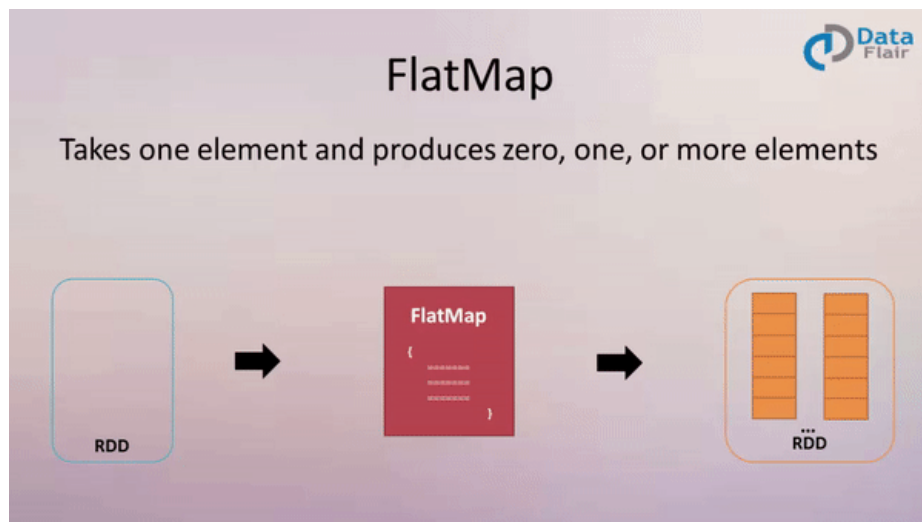 Data
Flair
FlatMap
Takes one element and produces zero, one, or more elements
FlatMap
{
=======
=======
=======
}
RDD
...
RDD